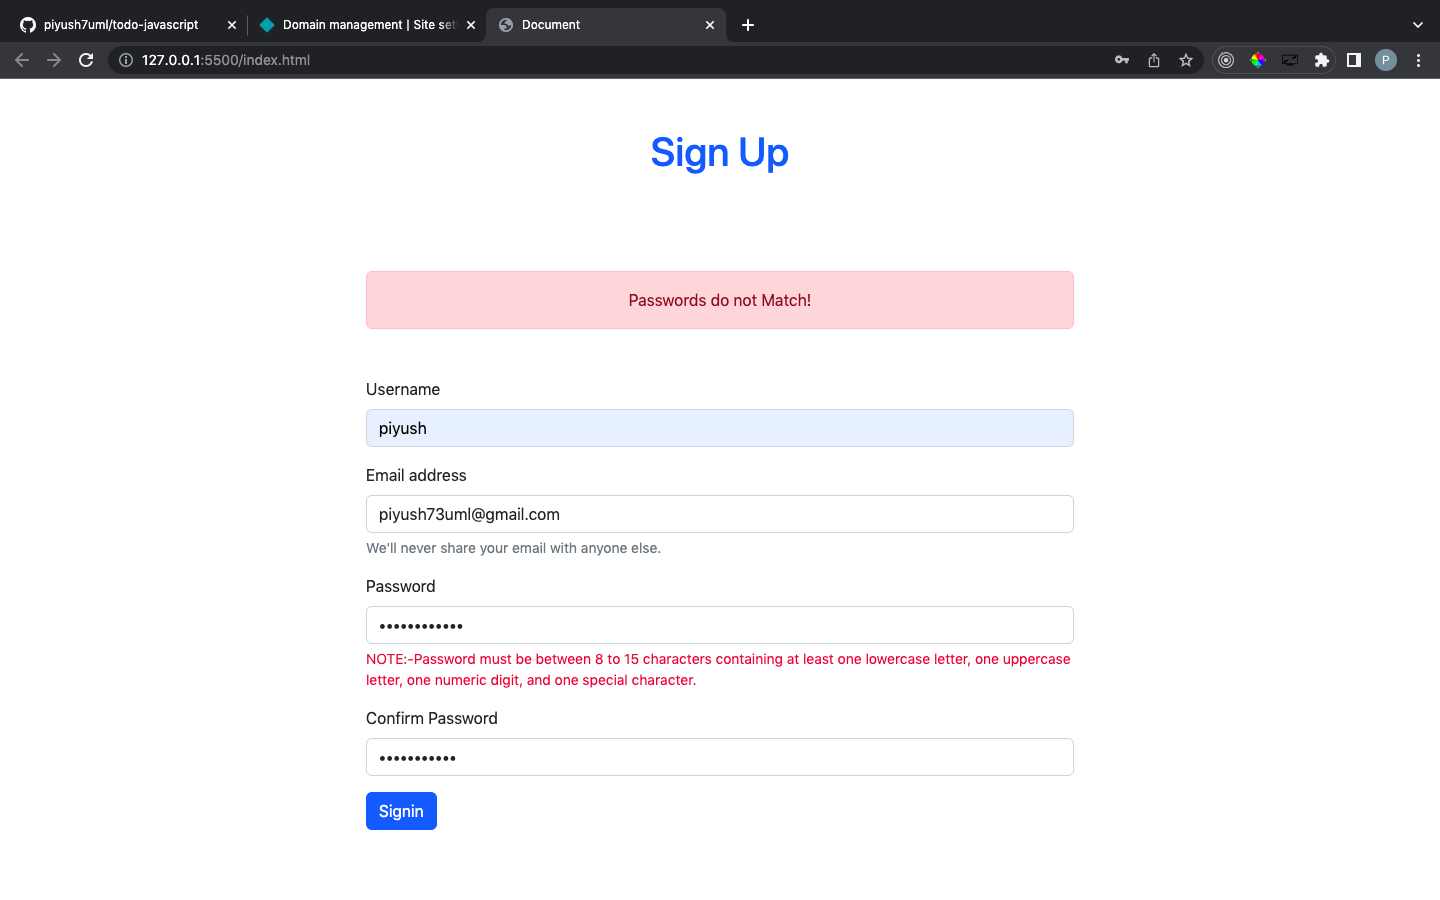 piyush7uml/todo-javascript
Domain management | Site set
Document
127.0.0.1:5500/index.html
P
Sign Up
Passwords do not Match!
Username
piyush
Email address
piyush73uml@gmail.com
We'll never share your email with anyone else.
Password
••••••••••••
NOTE:-Password must be between 8 to 15 characters containing at least one lowercase letter, one uppercase
letter, one numeric digit, and one special character.
Confirm Password
•••••••••••
Signin